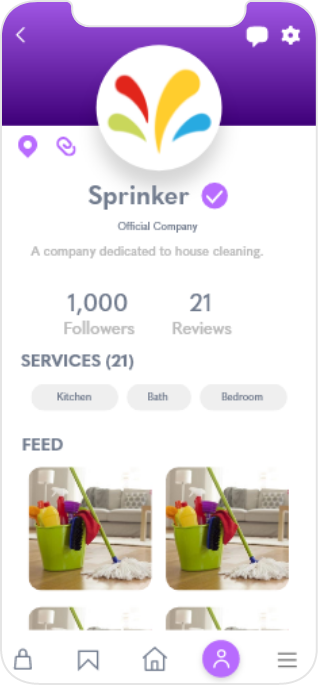 Sprinker
Official Company
A company dedicated to house cleaning.
1,000 21
Followers Reviews
SERVICES (21)
Kitchen Bath Bedroom
FEED